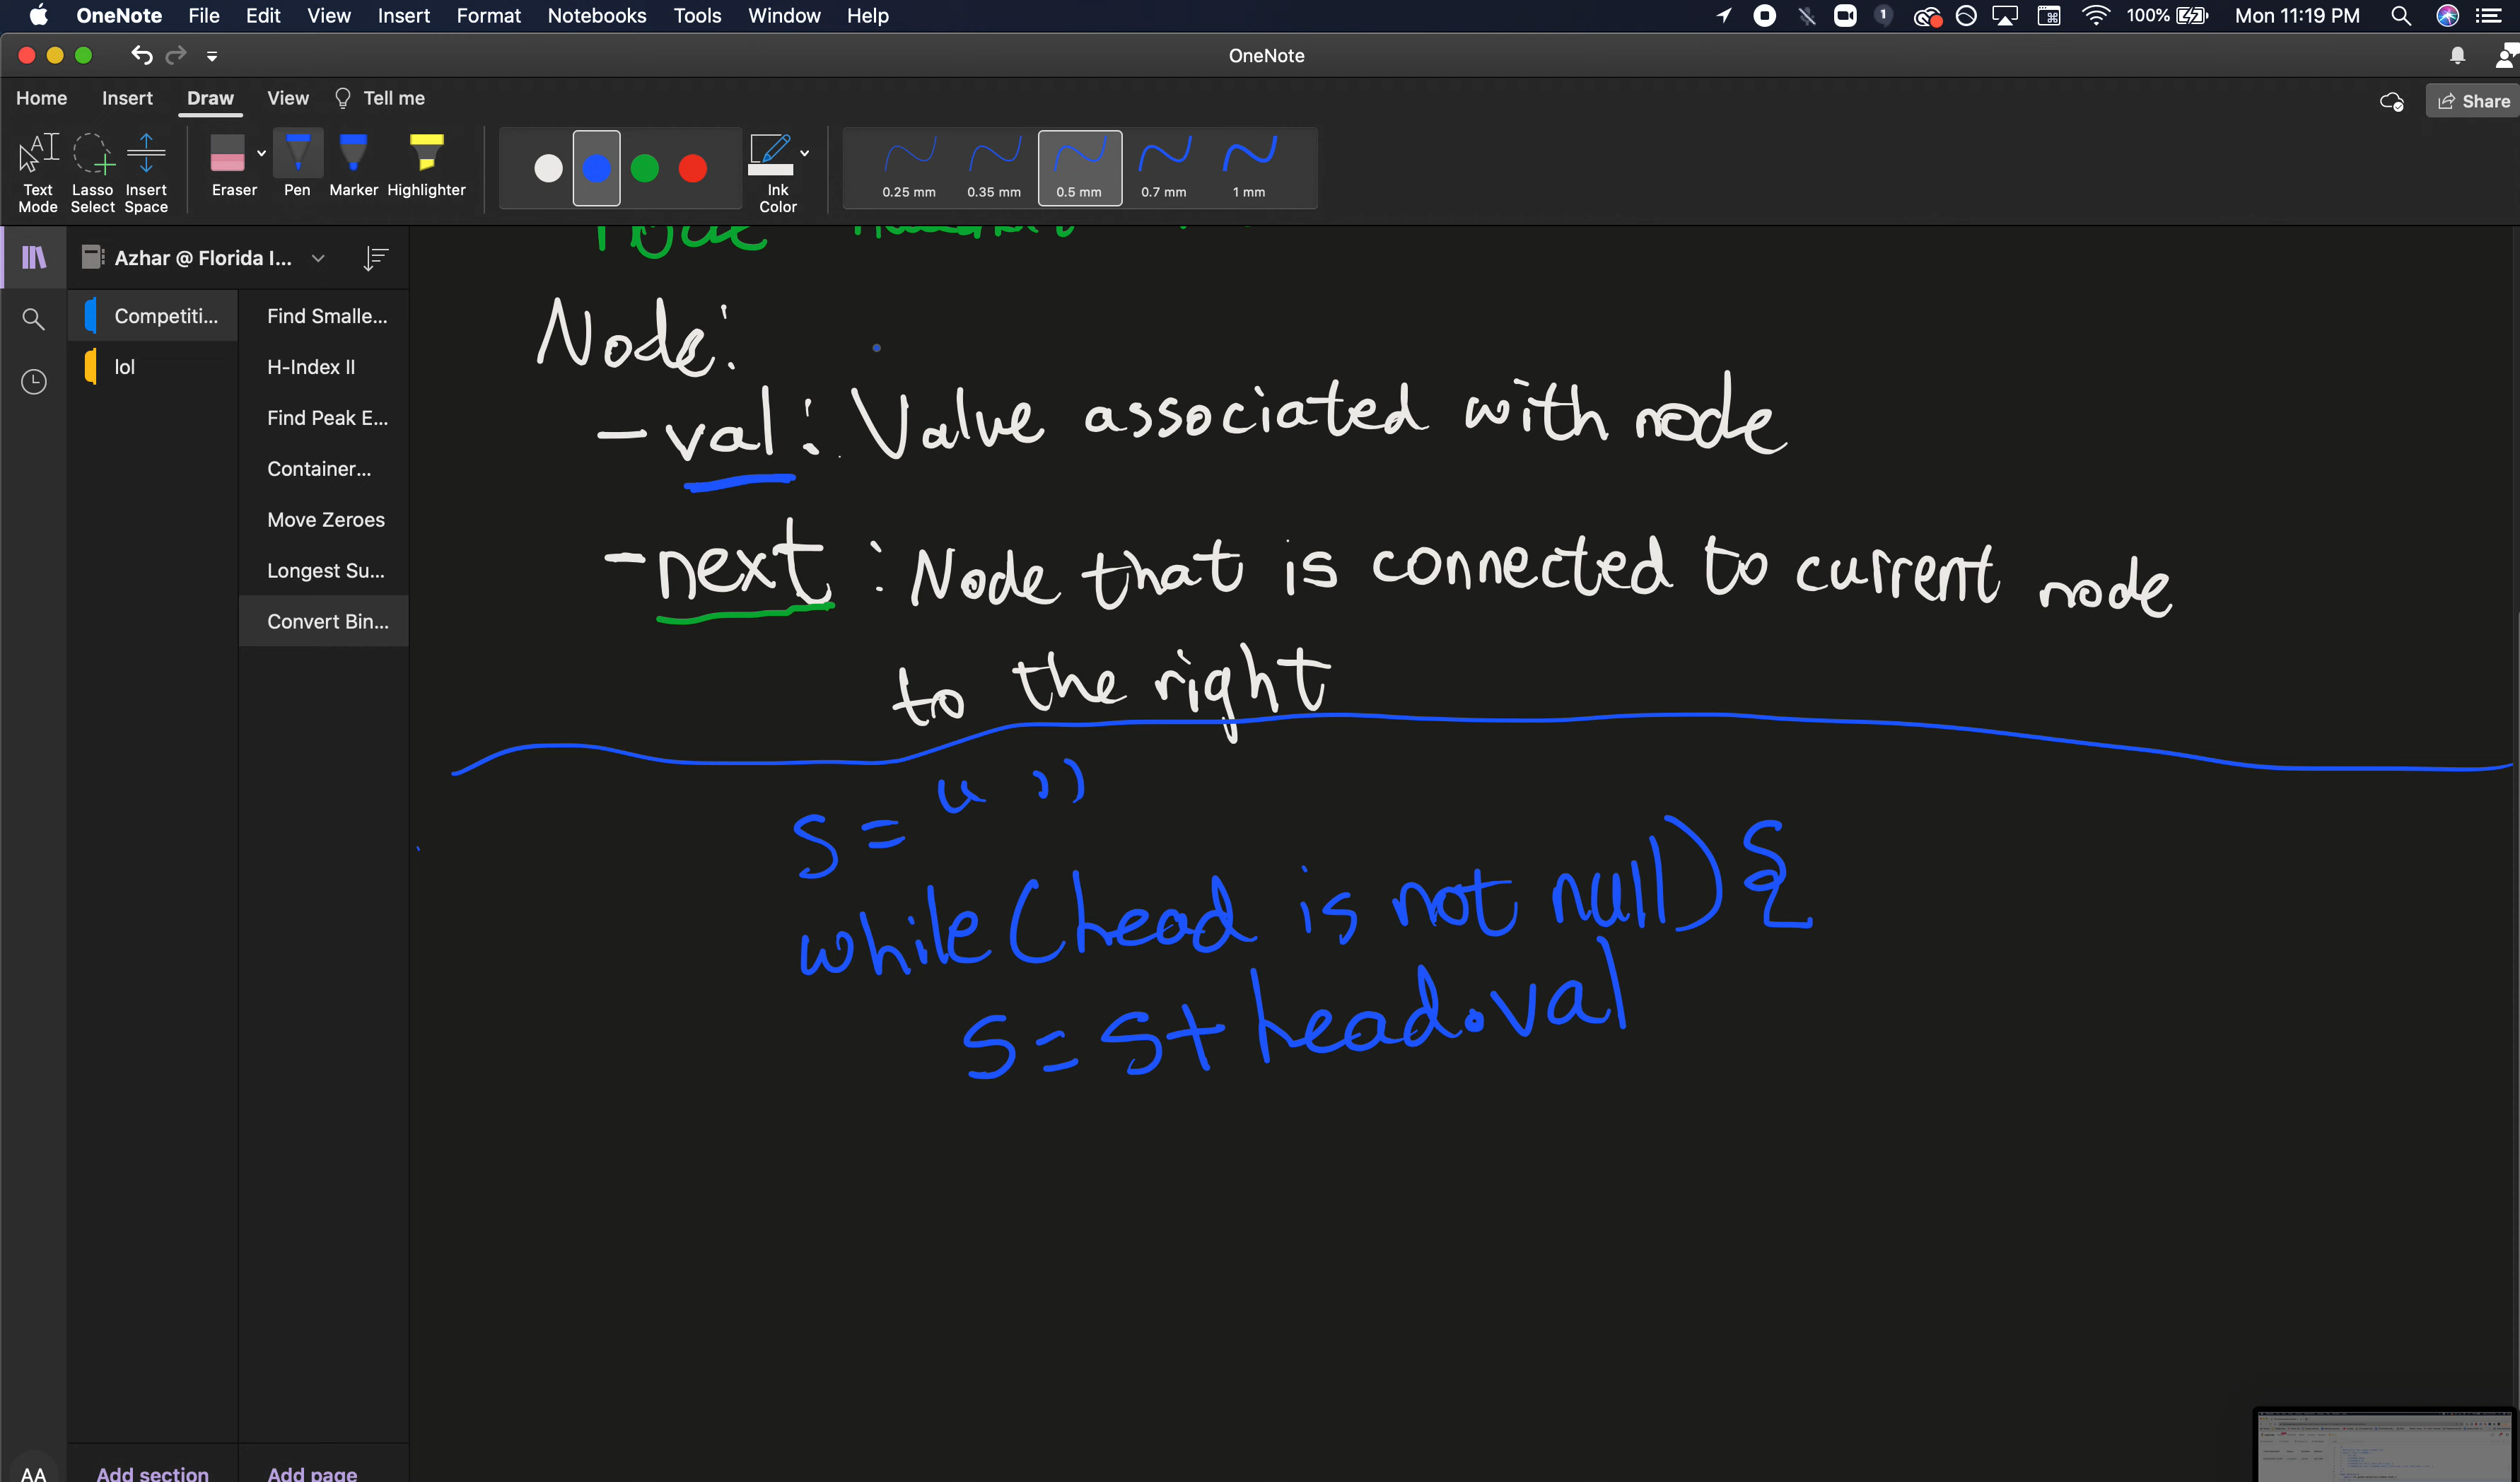 OneNote File Edit View Insert Format Notebooks Tools Window Help 1 100% Mon 11:19 PM
OneNote
Home Insert Draw View Tell me Share
Text Mode Lasso Select Insert Space Eraser Pen Marker Highlighter Ink Color 0.25 mm 0.35 mm 0.5 mm 0.7 mm 1 mm
Azhar @ Florida I...
Competiti...
lol
Find Smalle...
H-Index II
Find Peak E...
Container...
Move Zeroes
Longest Su...
Convert Bin...
Node:
- val: Value associated with node
- next : Node that is connected to current node
to the right
s = " "
while (head is not null) {
s = s + head.val
AA Add section Add page